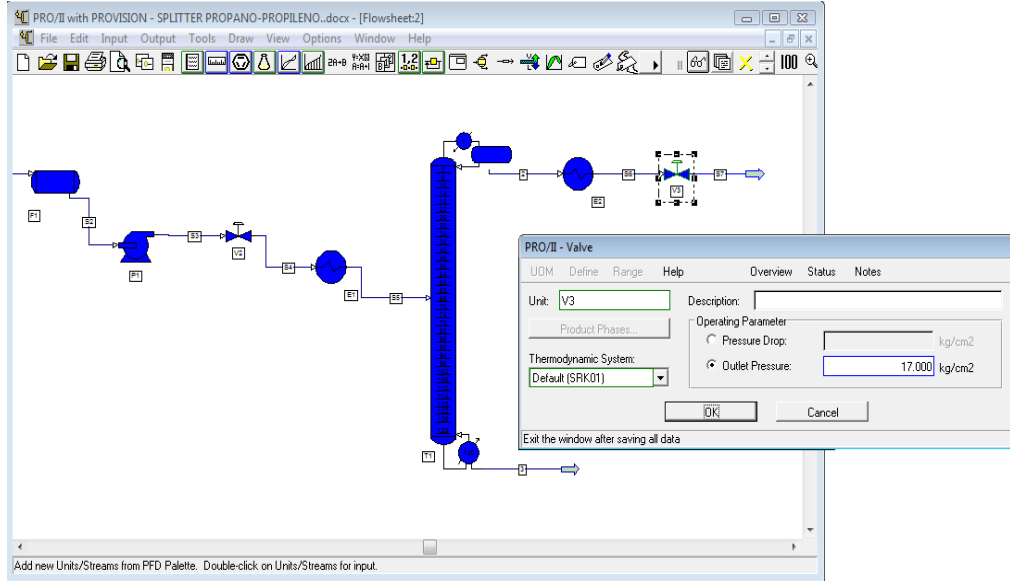 PRO/II with PROVISION - SPLITTER PROPANO-PROPILENO..docx - [Flowsheet:2]
File Edit Input Output Tools Draw View Options Window Help
100
F1
S2
P1
S3
V2
S4
E1
S5
T1
2
E2
S6
V3
S7
3
PRO/II - Valve
UOM Define Range Help Overview Status Notes
Unit: V3 Description:
Product Phases...
Thermodynamic System:
Default (SRK01)
Operating Parameter
Pressure Drop: kg/cm2
Outlet Pressure: 17.000 kg/cm2
OK Cancel
Exit the window after saving all data
Add new Units/Streams from PFD Palette. Double-click on Units/Streams for input.